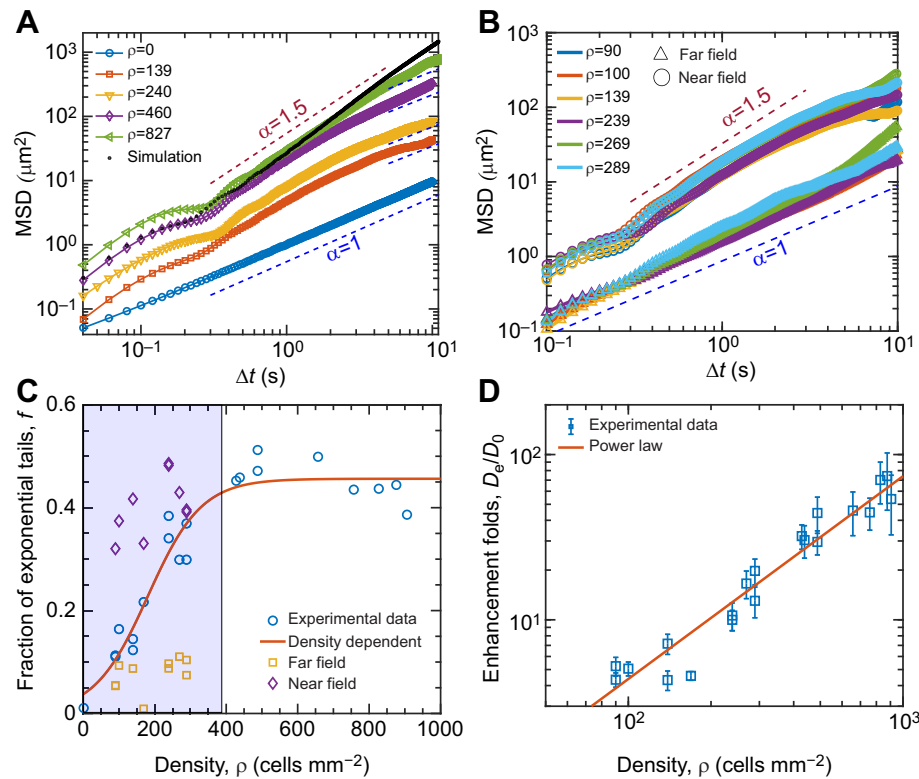 A
MSD (μm²)
10³
10²
10¹
10⁰
10⁻¹
ρ=0
ρ=139
ρ=240
ρ=460
ρ=827
Simulation
α=1.5
α=1
10⁻¹
10⁰
10¹
Δt (s)
B
MSD (μm²)
10³
10²
10¹
10⁰
10⁻¹
ρ=90
ρ=100
ρ=139
ρ=239
ρ=269
ρ=289
Far field
Near field
α=1.5
α=1
10⁻¹
10⁰
10¹
Δt (s)
C
Fraction of exponential tails, f
0.6
0.4
0.2
0
Experimental data
Density dependent
Far field
Near field
0 200 400 600 800 1000
Density, ρ (cells mm⁻²)
D
Enhancement folds, Dₑ/D₀
10²
10¹
Experimental data
Power law
10²
10³
Density, ρ (cells mm⁻²)